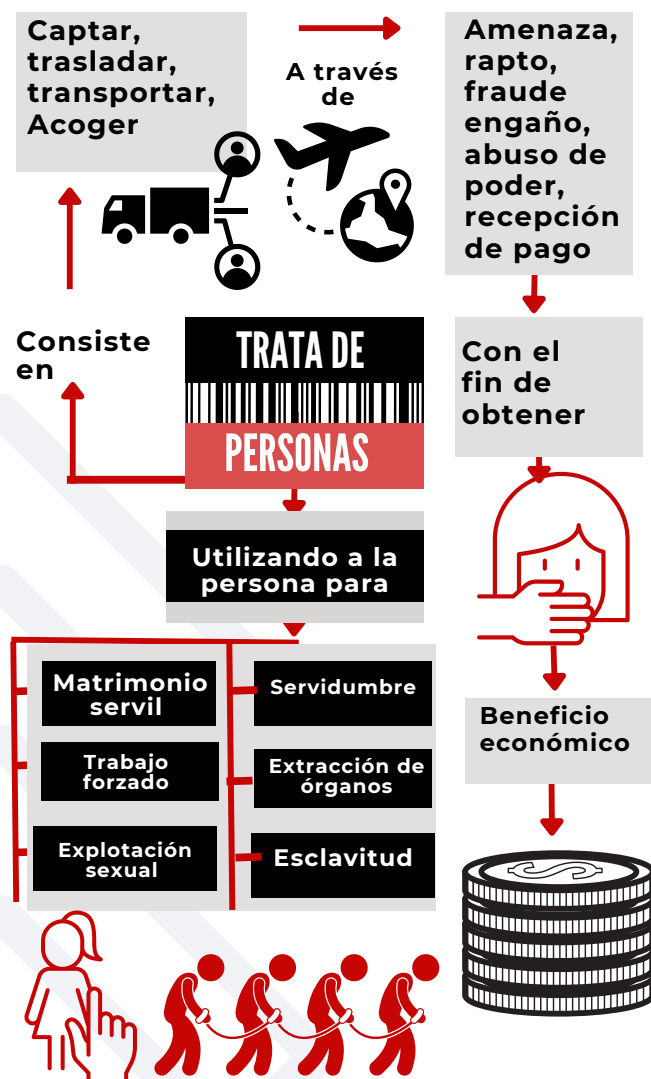 Captar,
trasladar,
transportar,
Acoger
A través
de
Amenaza,
rapto,
fraude
engaño,
abuso de
poder,
recepción
de pago
Consiste
en
TRATA DE
PERSONAS
Con el
fin de
obtener
Utilizando a la
persona para
Matrimonio
servil
Servidumbre
Trabajo
forzado
Extracción de
órganos
Explotación
sexual
Esclavitud
Beneficio
económico
$